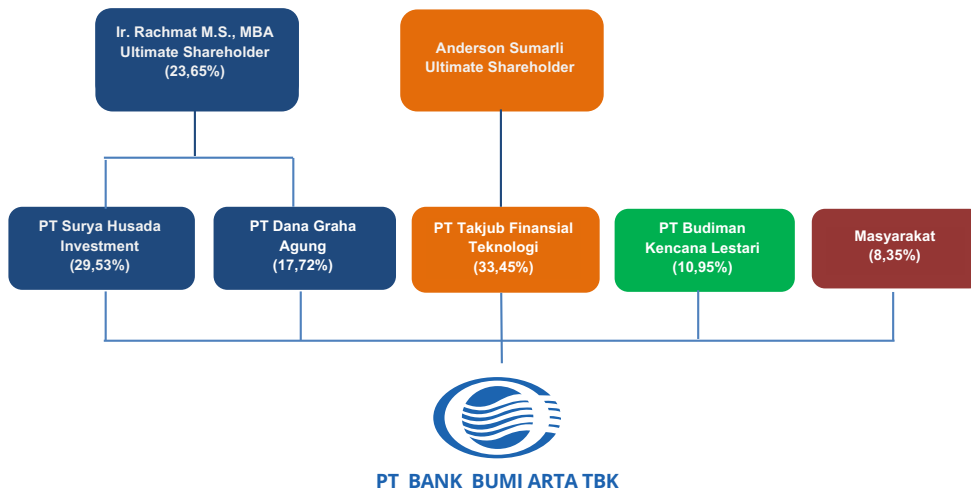 Ir. Rachmat M.S., MBA
Ultimate Shareholder
(23,65%)
Anderson Sumarli
Ultimate Shareholder
PT Surya Husada
Investment
(29,53%)
PT Dana Graha
Agung
(17,72%)
PT Takjub Finansial
Teknologi
(33,45%)
PT Budiman
Kencana Lestari
(10,95%)
Masyarakat
(8,35%)
PT BANK BUMI ARTA TBK